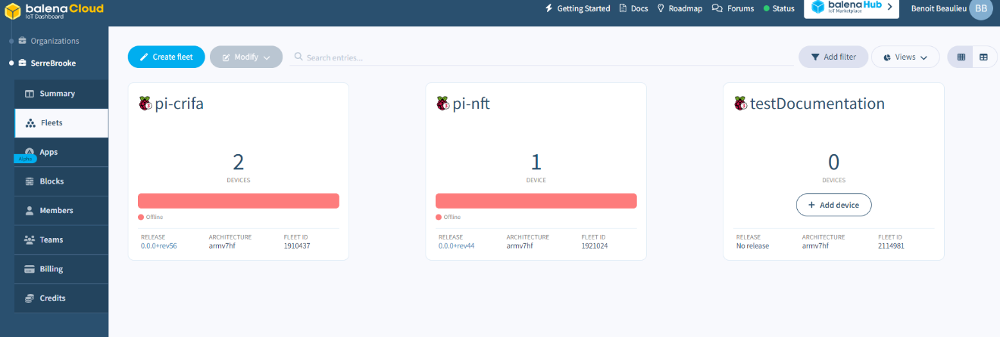 balenaCloud
IoT Dashboard
Getting Started
Docs
Roadmap
Forums
Status
balenaHub
IoT Marketplace
Benoit Beaulieu
BB
Organizations
SerreBrooke
Summary
Fleets
Apps
Alpha
Blocks
Members
Teams
Billing
Credits
Create fleet
Modify
Search entries...
Add filter
Views
pi-crifa
2
DEVICES
Offline
RELEASE ARCHITECTURE FLEET ID
0.0.0+rev56 armv7hf 1910437
pi-nft
1
DEVICE
Offline
RELEASE ARCHITECTURE FLEET ID
0.0.0+rev44 armv7hf 1921024
testDocumentation
0
DEVICES
+ Add device
RELEASE ARCHITECTURE FLEET ID
No release armv7hf 2114981